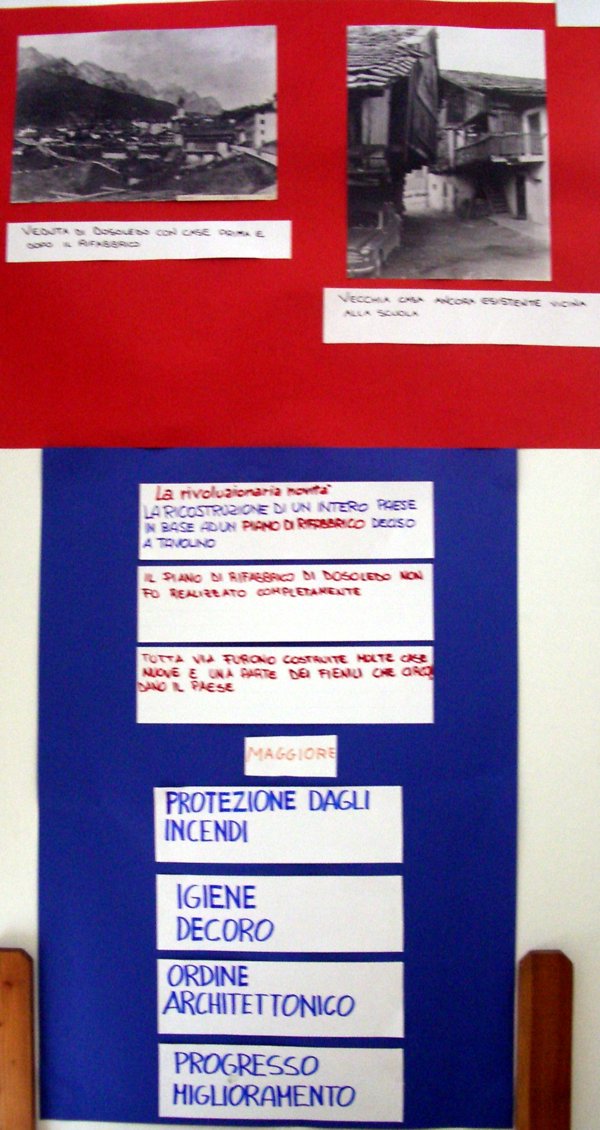 VEDUTA DI DOSOLEDO CON CASE PRIMA E
DOPO IL RIFABBRICO
VECCHIA CASA ANCORA ESISTENTE VICINA
ALLA SCUOLA
La rivoluzionaria novità
LA RICOSTRUZIONE DI UN INTERO PAESE
IN BASE AD UN PIANO DI RIFABBRICO DECISO
A TAVOLINO
IL PIANO DI RIFABBRICO DI DOSOLEDO NON
FU REALIZZATO COMPLETAMENTE
TUTTA VIA FURONO COSTRUITE MOLTE CASE
NUOVE E UNA PARTE DEI FIENILI CHE CIRCON
DANO IL PAESE
MAGGIORE
PROTEZIONE DAGLI
INCENDI
IGIENE
DECORO
ORDINE
ARCHITETTONICO
PROGRESSO
MIGLIORAMENTO